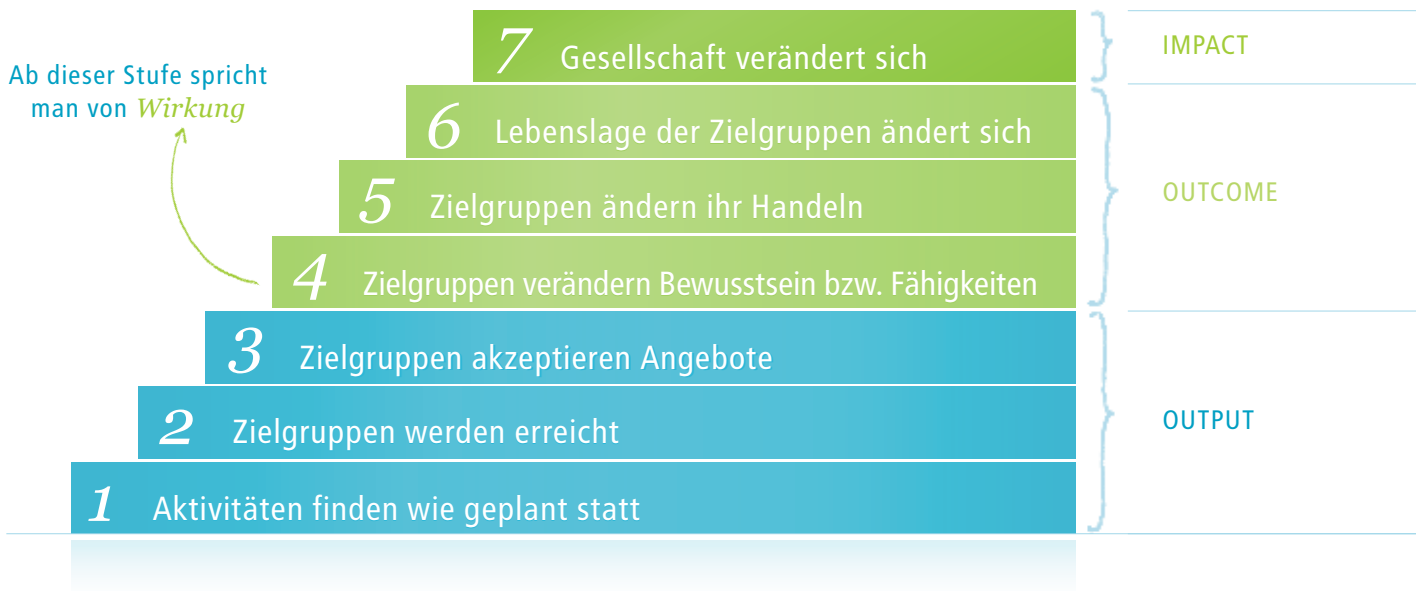 7 Gesellschaft verändert sich
IMPACT
Ab dieser Stufe spricht
man von Wirkung
6 Lebenslage der Zielgruppen ändert sich
5 Zielgruppen ändern ihr Handeln
OUTCOME
4 Zielgruppen verändern Bewusstsein bzw. Fähigkeiten
3 Zielgruppen akzeptieren Angebote
2 Zielgruppen werden erreicht
OUTPUT
1 Aktivitäten finden wie geplant statt